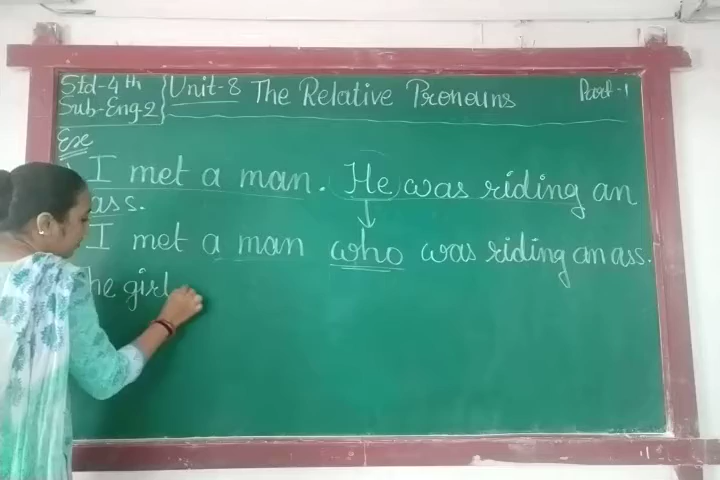 Std-4th
Sub-Eng-2
Unit-8 The Relative Pronouns
Part-1
Ex
I met a man. He was riding an
ass.
I met a man who was riding an ass.
he girl